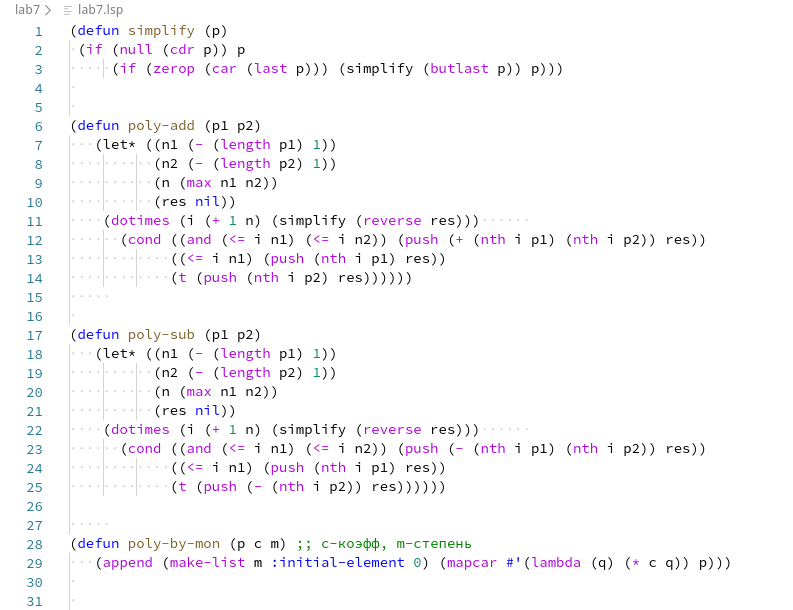 lab7 > lab7.lsp
1 (defun simplify (p)
2 (if (null (cdr p)) p
3 (if (zerop (car (last p))) (simplify (butlast p)) p)))
4
5
6 (defun poly-add (p1 p2)
7 (let* ((n1 (- (length p1) 1))
8 (n2 (- (length p2) 1))
9 (n (max n1 n2))
10 (res nil))
11 (dotimes (i (+ 1 n) (simplify (reverse res)))
12 (cond ((and (<= i n1) (<= i n2)) (push (+ (nth i p1) (nth i p2)) res))
13 ((<= i n1) (push (nth i p1) res))
14 (t (push (nth i p2) res))))))
15
16
17 (defun poly-sub (p1 p2)
18 (let* ((n1 (- (length p1) 1))
19 (n2 (- (length p2) 1))
20 (n (max n1 n2))
21 (res nil))
22 (dotimes (i (+ 1 n) (simplify (reverse res)))
23 (cond ((and (<= i n1) (<= i n2)) (push (- (nth i p1) (nth i p2)) res))
24 ((<= i n1) (push (nth i p1) res))
25 (t (push (- (nth i p2)) res))))))
26
27
28 (defun poly-by-mon (p c m) ;; с-коэфф, m-степень
29 (append (make-list m :initial-element 0) (mapcar #'(lambda (q) (* c q)) p)))
30
31